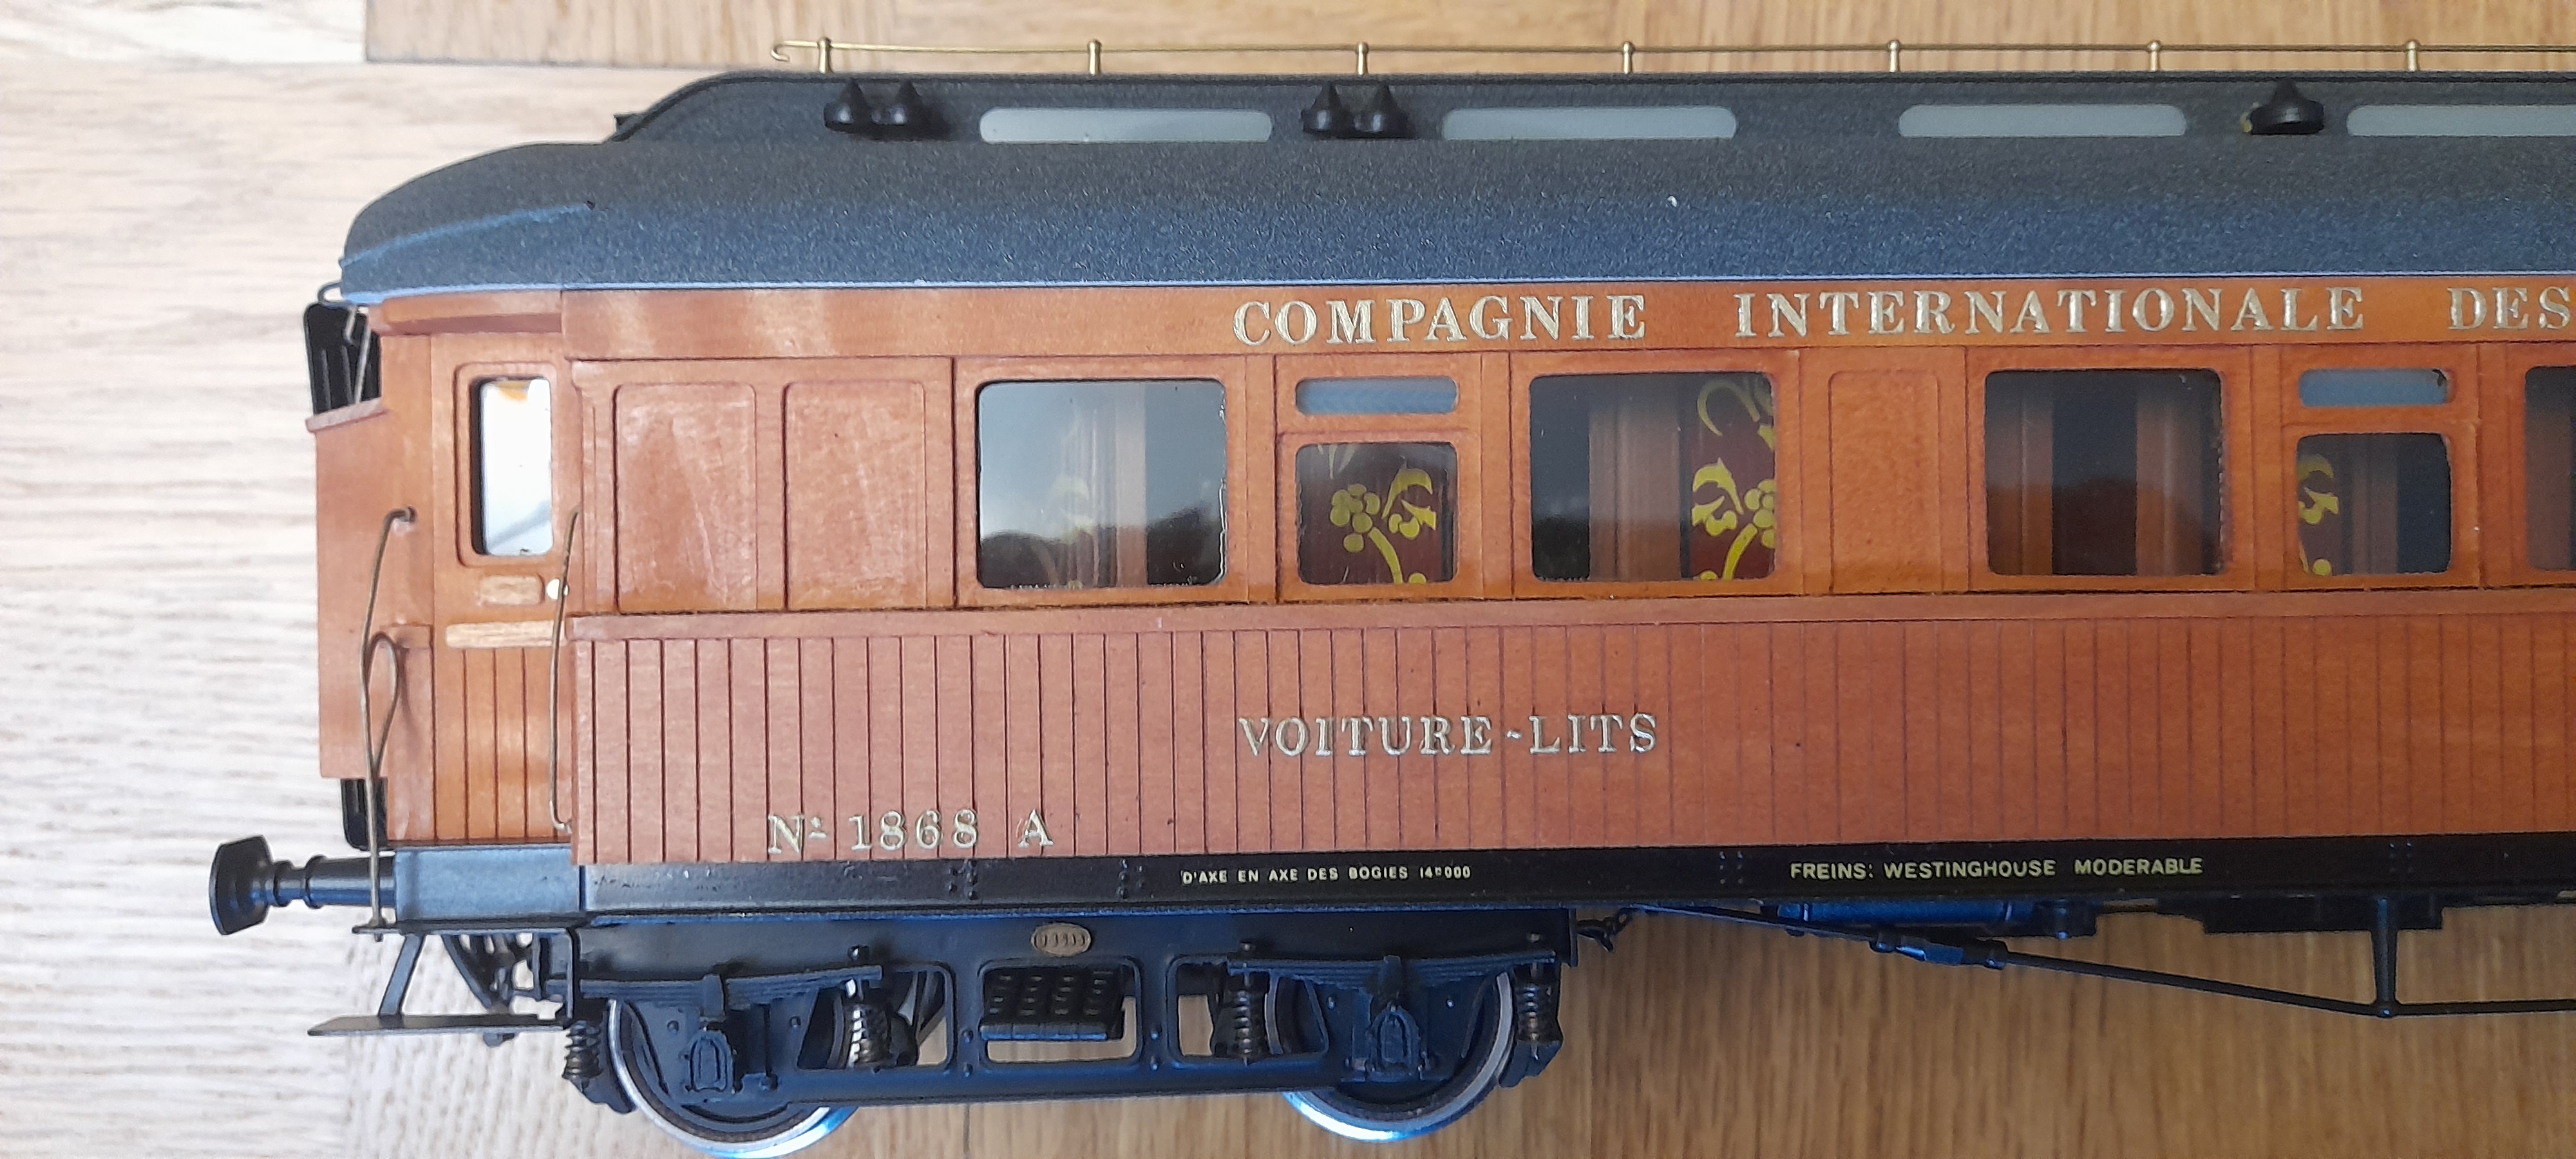 COMPAGNIE INTERNATIONALE DES
VOITURE-LITS
Nº 1868 A
D'AXE EN AXE DES BOGIES 14ᵐ000
FREINS: WESTINGHOUSE MODERABLE